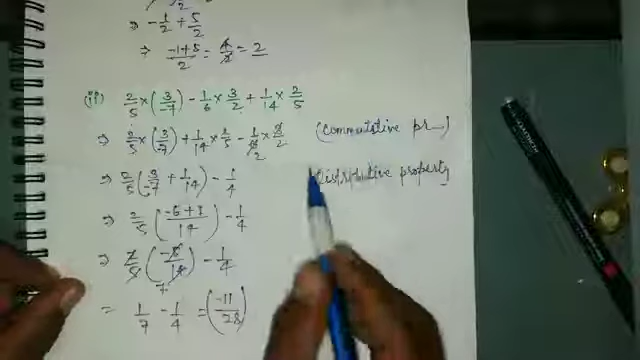 ⇒ -1/2 + 5/2
⇒ -1+5/2 = 4/2 = 2
(ii) 2/5 × (3/-7) - 1/6 × 3/2 + 1/14 × 2/5
⇒ 2/5 × (3/-7) + 1/14 × 2/5 - 1/6 × 3/2 (Commutative pr...)
2
⇒ 2/5 (3/-7 + 1/14) - 1/4 Distributive property
⇒ 2/5 (-6+1/14) - 1/4
⇒ 2/5 (-5/14) - 1/4
7
= 1/7 - 1/4 = (-11/28)